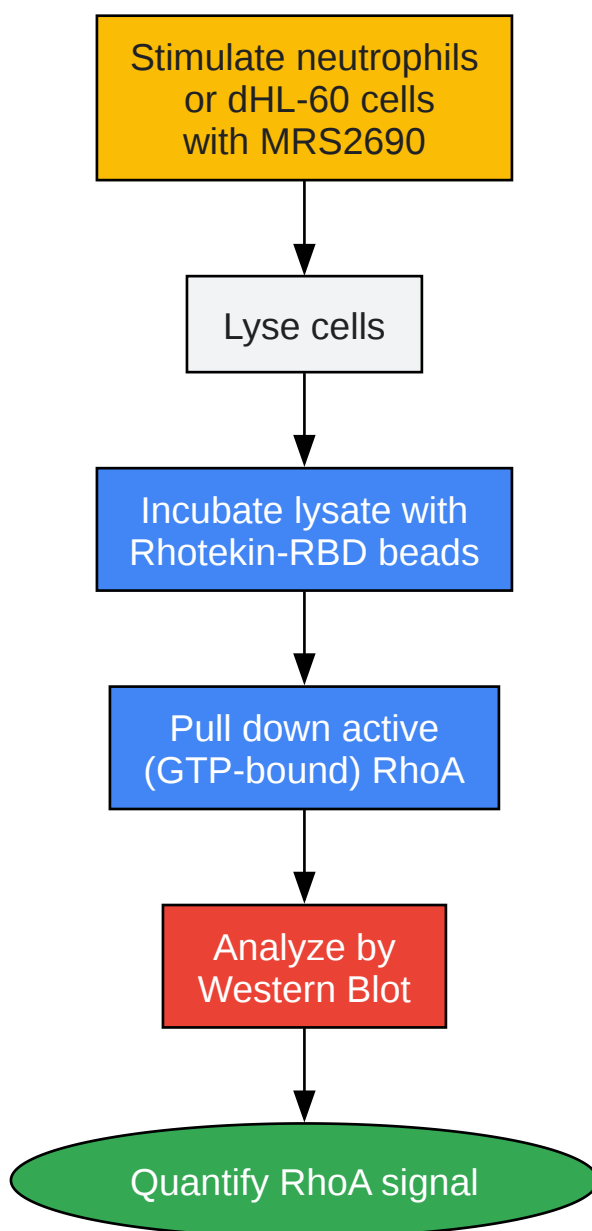 Stimulate neutrophils
or dHL-60 cells
with MRS2690
Lyse cells
Incubate lysate with
Rhotekin-RBD beads
Pull down active
(GTP-bound) RhoA
Analyze by
Western Blot
Quantify RhoA signal